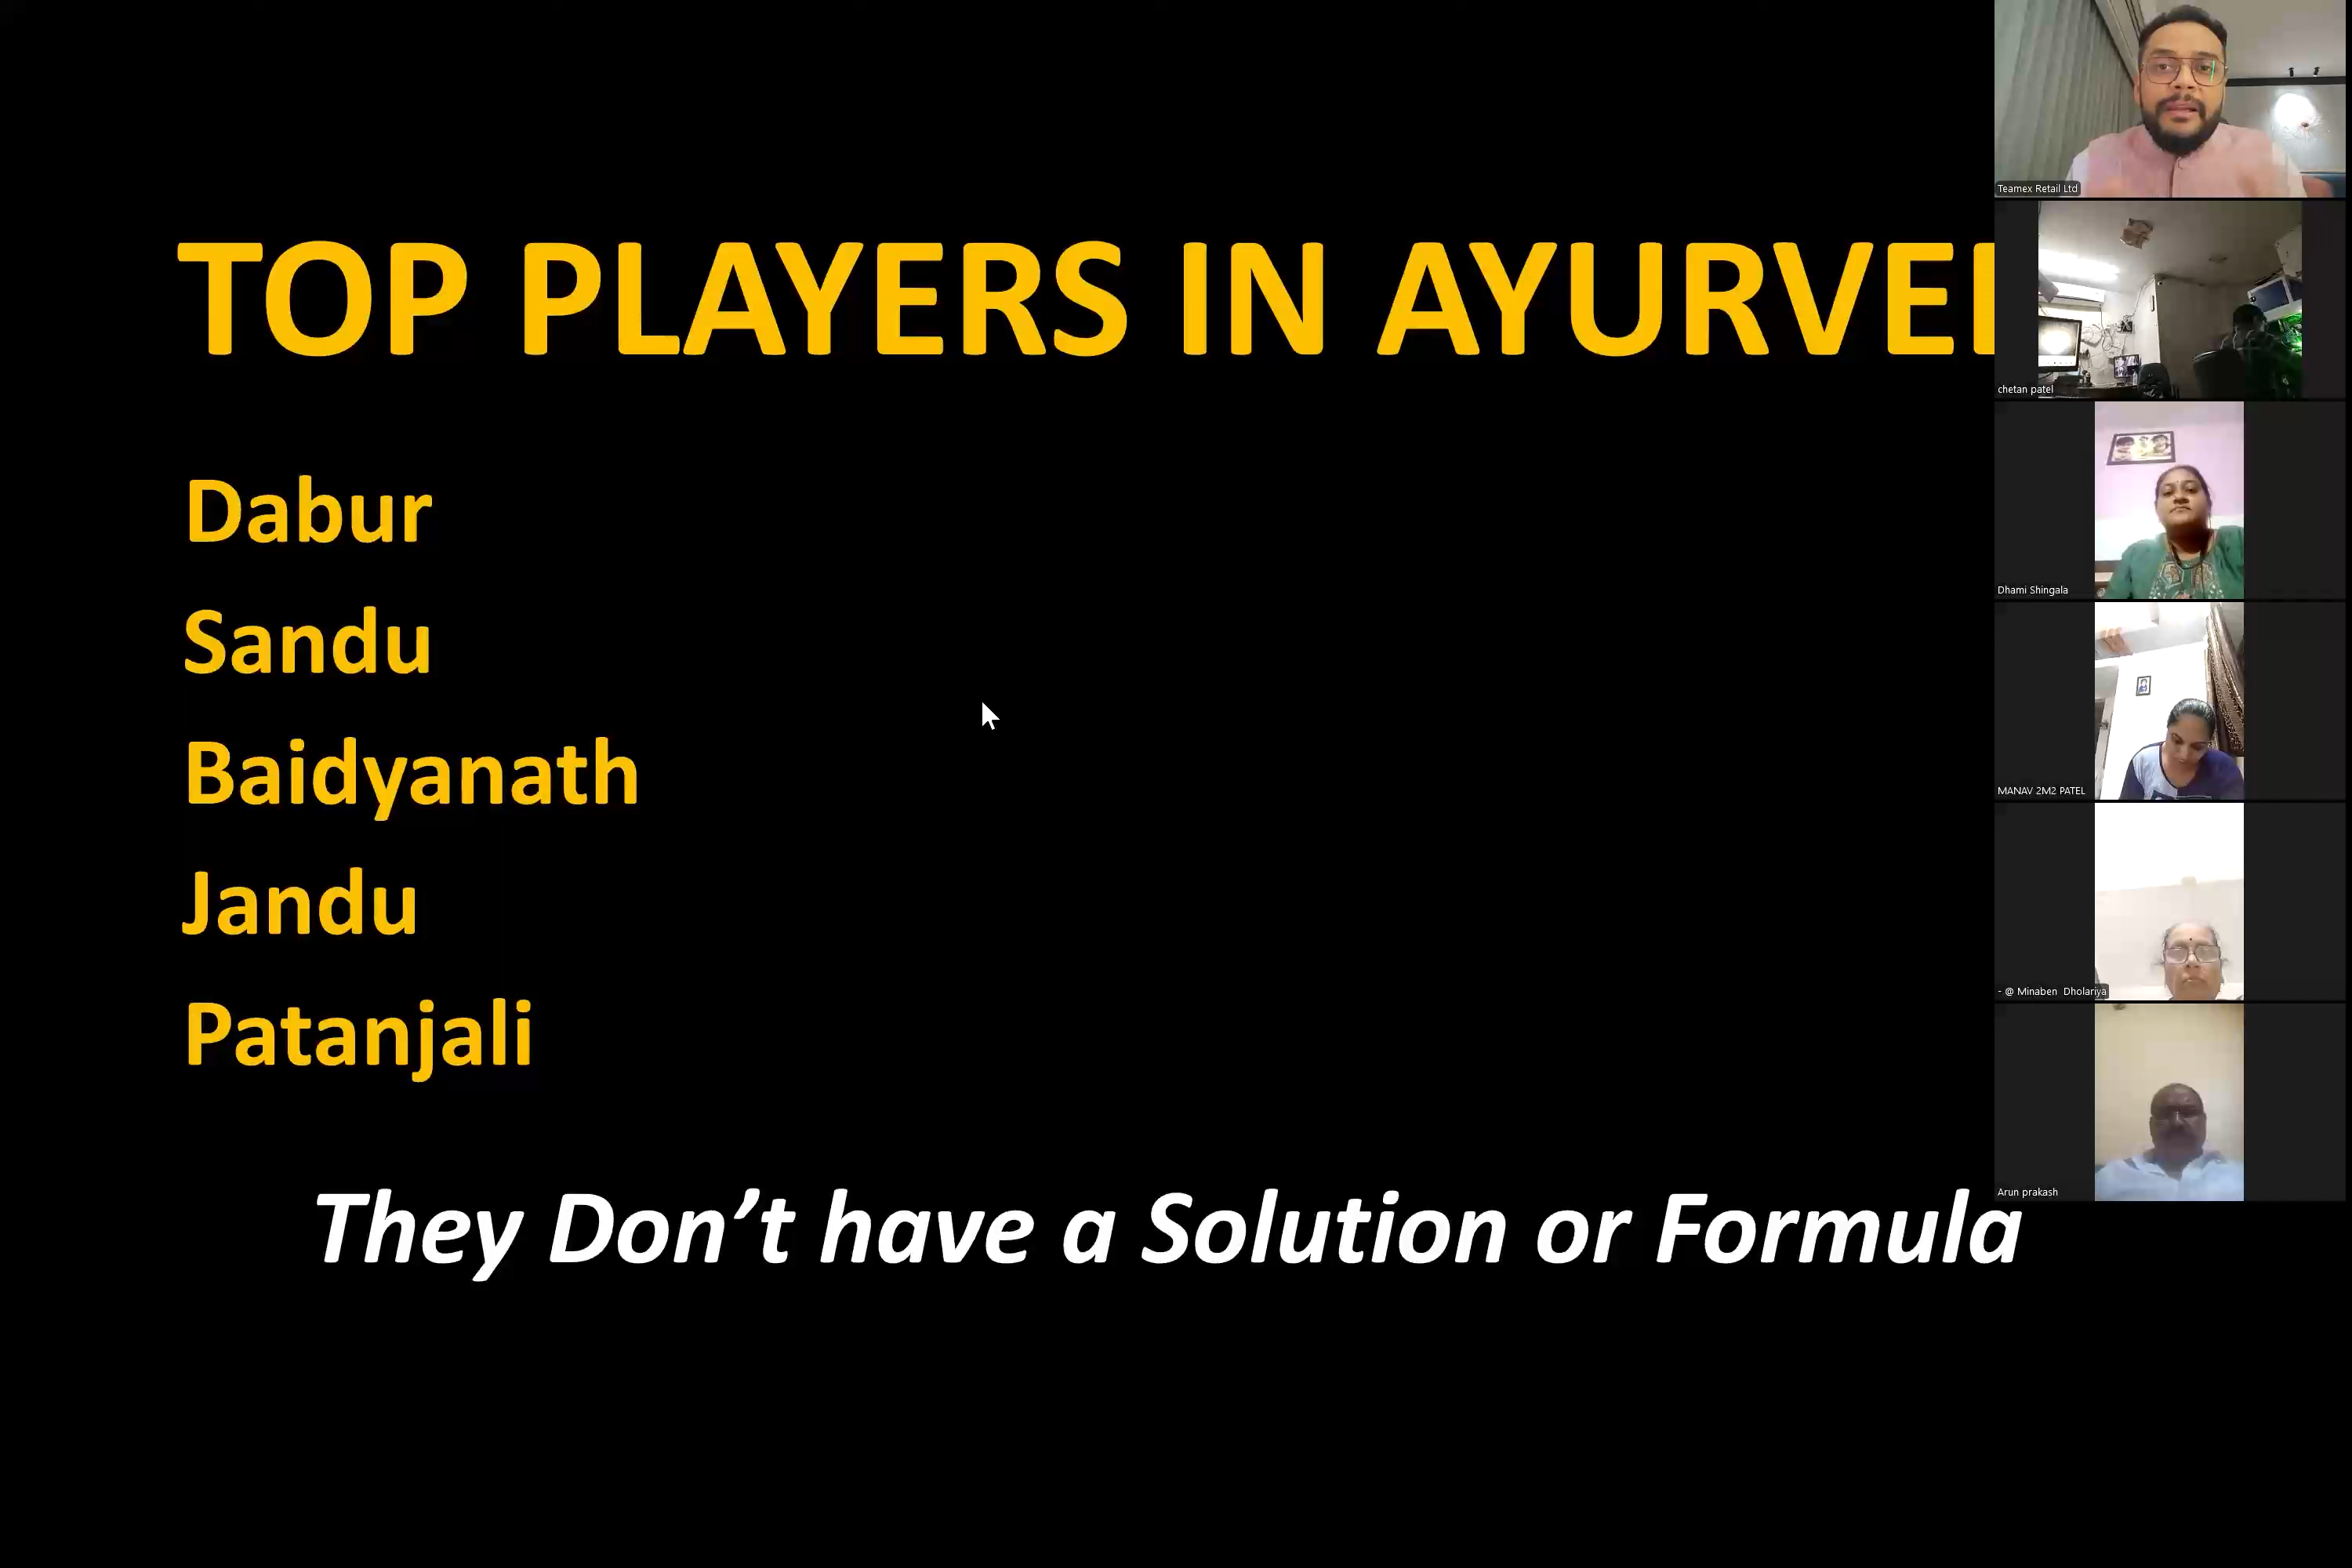 TOP PLAYERS IN AYURVE
Dabur
Sandu
Baidyanath
Jandu
Patanjali
They Don’t have a Solution or Formula
Teamex Retail Ltd
chetan patel
Dhami Shingala
MANAV 2M2 PATEL
- @ Minaben Dholariya
Arun prakash